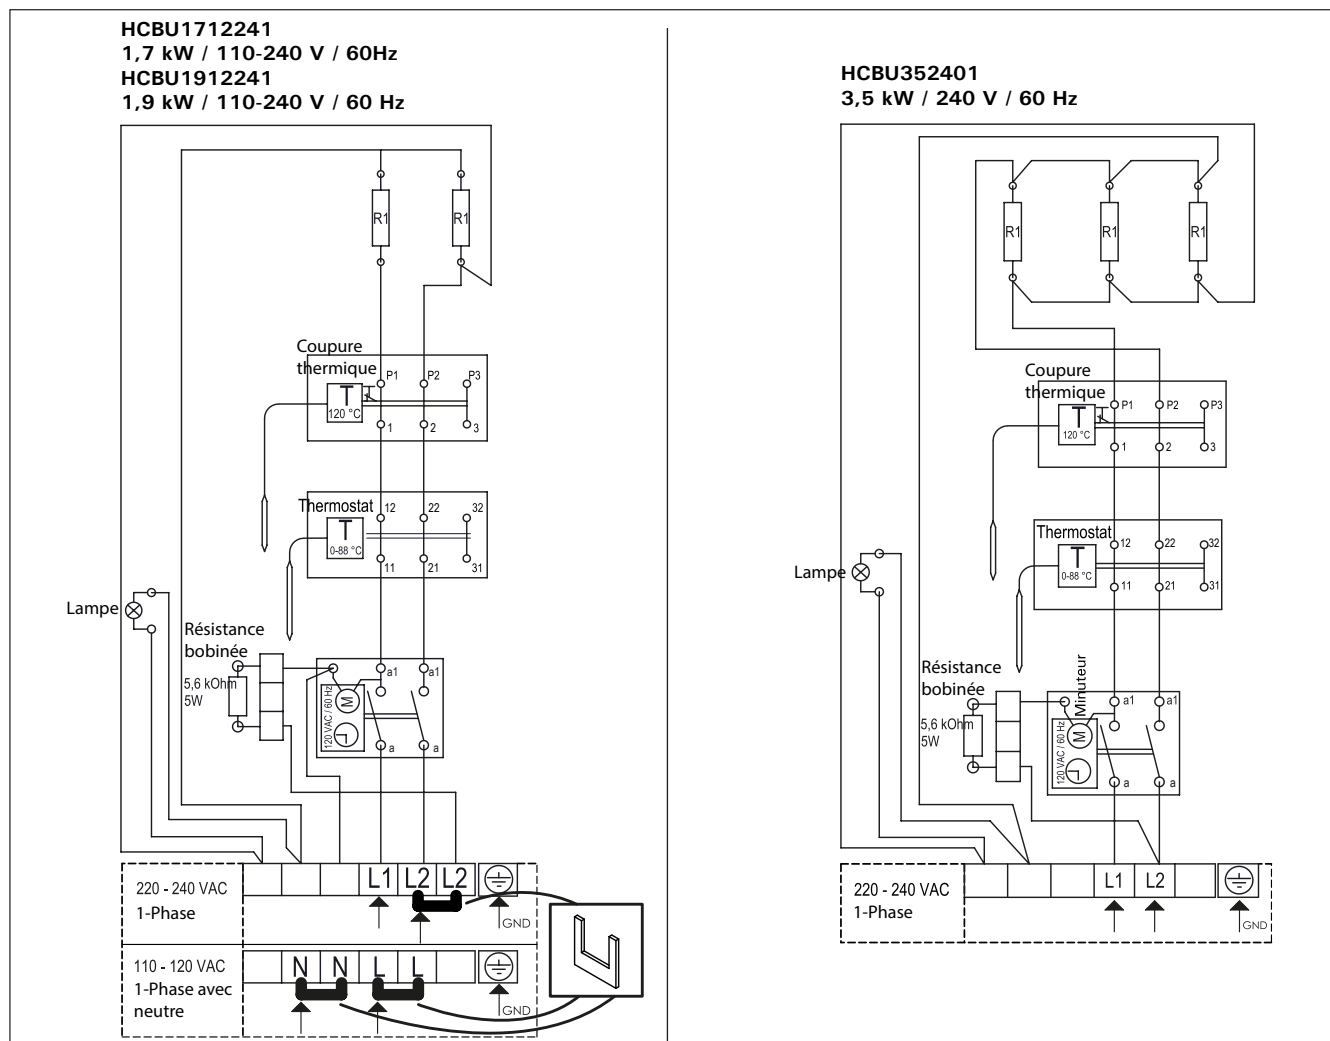 HCBU1712241
1,7 kW / 110-240 V / 60Hz
HCBU1912241
1,9 kW / 110-240 V / 60 Hz
R1
R1
Coupure
thermique
P1
P2
P3
T
120 °C
1
2
3
Thermostat
12
22
32
T
0-88 °C
11
21
31
Lampe
Résistance
bobinée
5,6 kOhm
5W
a1
a1
M
120 VAC / 60 Hz
a
a
220 - 240 VAC
1-Phase
L1
L2
L2
GND
110 - 120 VAC
1-Phase avec
neutre
N
N
L
L
GND
HCBU352401
3,5 kW / 240 V / 60 Hz
R1
R1
R1
Coupure
thermique
P1
P2
P3
T
120 °C
1
2
3
Thermostat
12
22
32
T
0-88 °C
11
21
31
Lampe
Résistance
bobinée
5,6 kOhm
5W
Minuteur
a1
a1
M
120 VAC / 60 Hz
a
a
220 - 240 VAC
1-Phase
L1
L2
GND